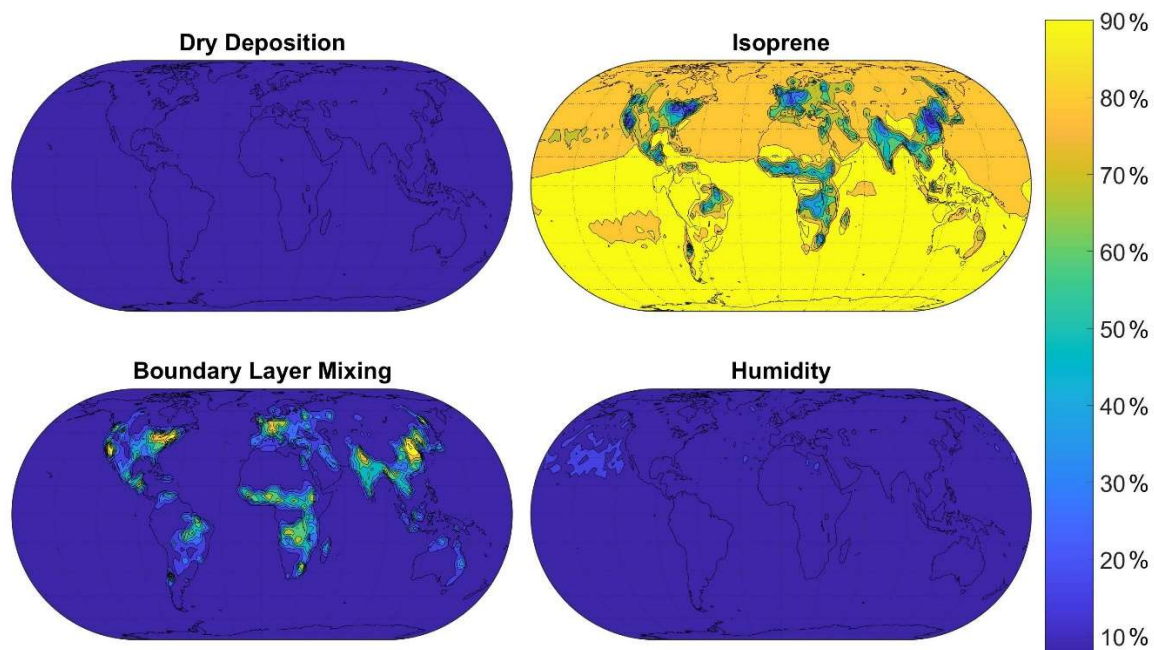 Dry Deposition
Isoprene
Boundary Layer Mixing
Humidity
90 %
80 %
70 %
60 %
50 %
40 %
30 %
20 %
10 %